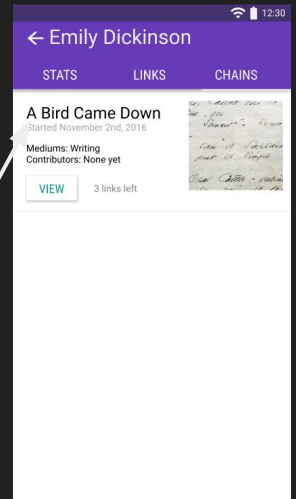 12:30
← Emily Dickinson
STATS LINKS CHAINS
A Bird Came Down
Started November 2nd, 2016
Mediums: Writing
Contributors: None yet
VIEW 3 links left